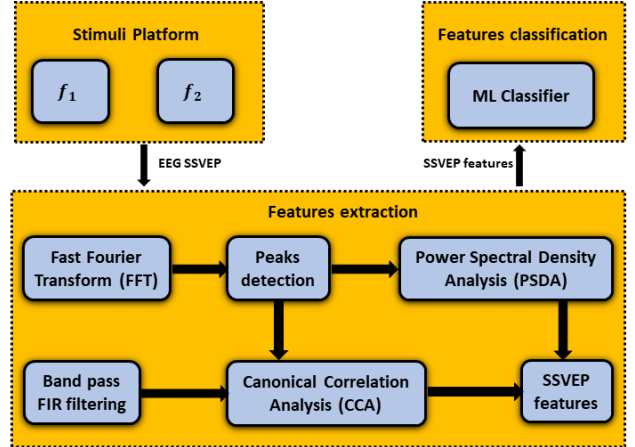 Stimuli Platform
f₁
f₂
Features classification
ML Classifier
EEG SSVEP
SSVEP features
Features extraction
Fast Fourier
Transform (FFT)
Peaks
detection
Power Spectral Density
Analysis (PSDA)
Band pass
FIR filtering
Canonical Correlation
Analysis (CCA)
SSVEP
features